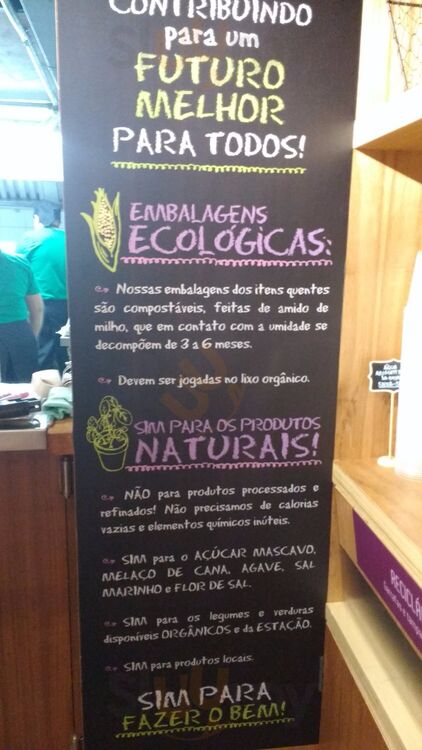 CONTRIBUINDO
para um
FUTURO
MELHOR
PARA TODOS!
EMBALAGENS
ECOLÓGICAS:
Nossas embalagens dos itens quentes
são compostáveis, feitas de amido de
milho, que em contato com a umidade se
decompõem de 3 a 6 meses.
Devem ser jogadas no lixo orgânico.
SIM PARA OS PRODUTOS
NATURAIS!
NÃO para produtos processados e
refinados! Não precisamos de calorias
vazias e elementos químicos inúteis.
SIM para o AÇÚCAR MASCAVO,
MELAÇO DE CANA, AGAVE, SAL
MARINHO e FLOR DE SAL.
SIM para os legumes e verduras
disponíveis ORGÂNICOS e da ESTAÇÃO.
SIM para produtos locais.
SIM PARA
FAZER O BEM!